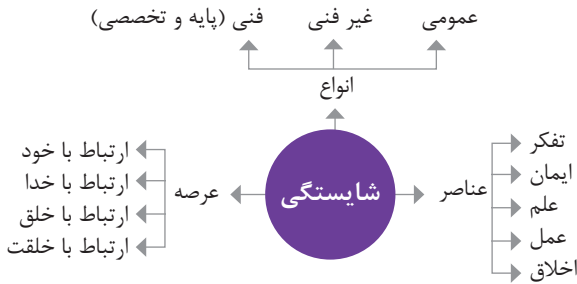 عمومی
غیر فنی
فنی (پایه و تخصصی)
انواع
شایستگی
عناصر
تفکر
ایمان
علم
عمل
اخلاق
عرصه
ارتباط با خود
ارتباط با خدا
ارتباط با خلق
ارتباط با خلقت